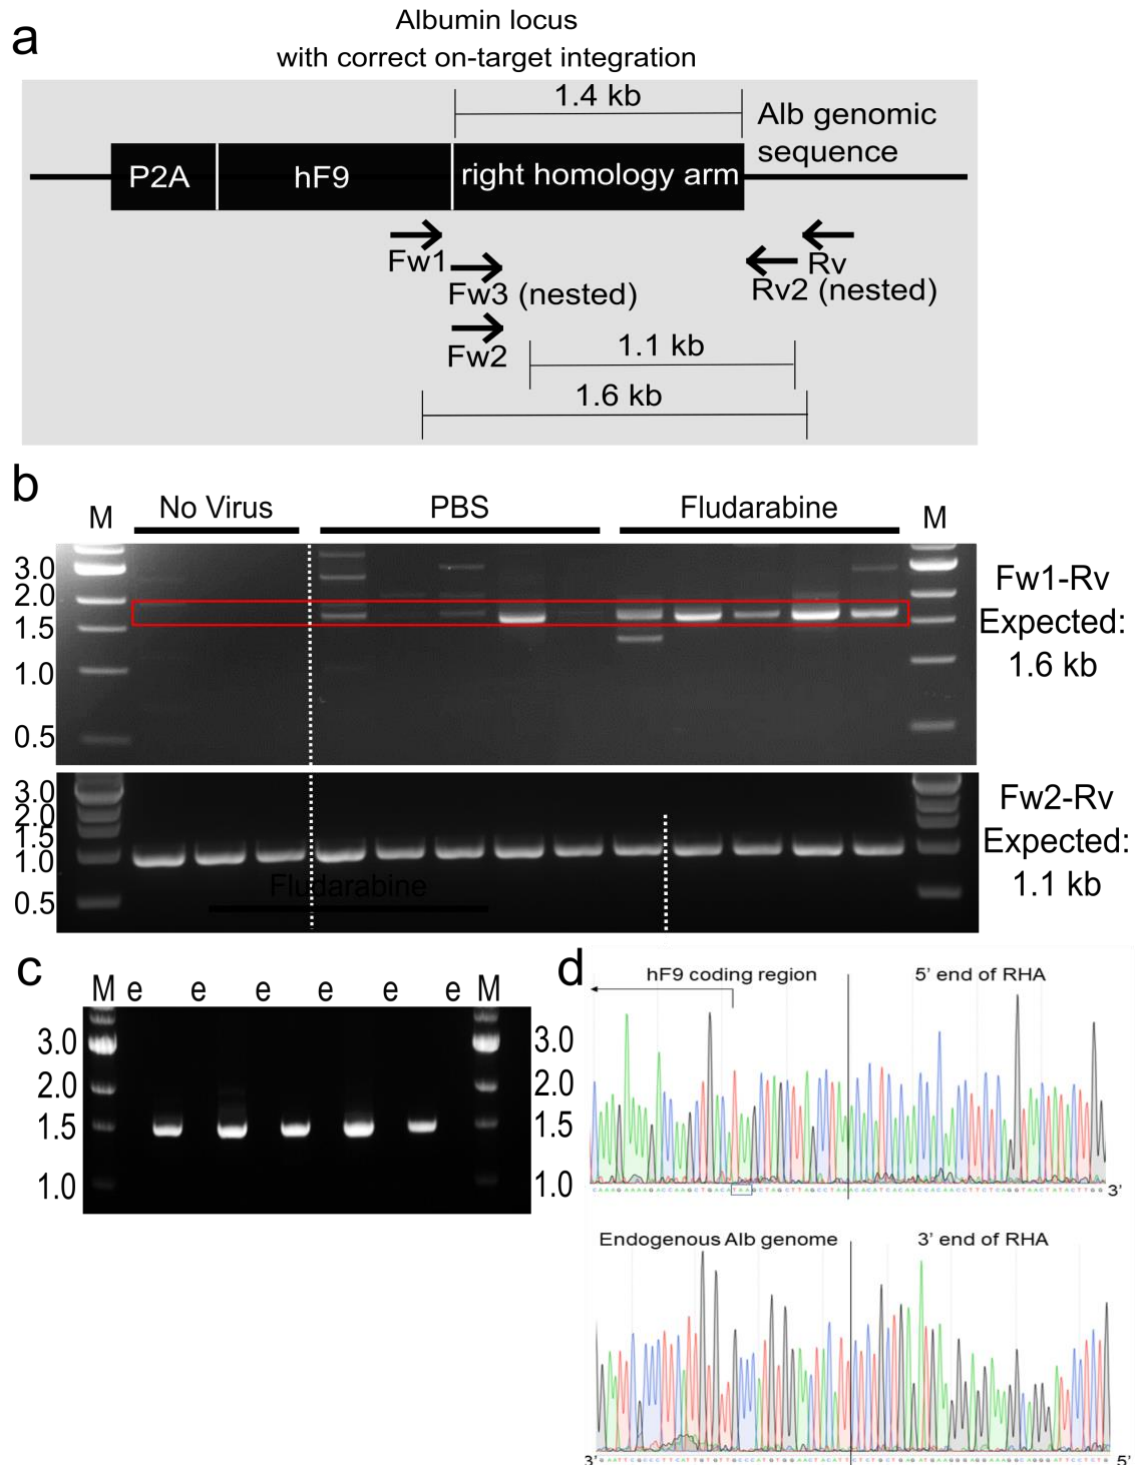 a
Albumin locus
with correct on-target integration
1.4 kb
Alb genomic
sequence
P2A
hF9
right homology arm
Fw1
Rv
Fw3 (nested)
Rv2 (nested)
Fw2
1.1 kb
1.6 kb
b
M
No Virus
PBS
Fludarabine
M
3.0
2.0
1.5
1.0
0.5
Fw1-Rv
Expected:
1.6 kb
3.0
2.0
1.5
1.0
0.5
Fw2-Rv
Expected:
1.1 kb
Fludarabine
c
M e e e e e e M
3.0
2.0
1.5
1.0
3.0
2.0
1.5
1.0
d
hF9 coding region
5' end of RHA
3'
Endogenous Alb genome
3' end of RHA
3'
5'